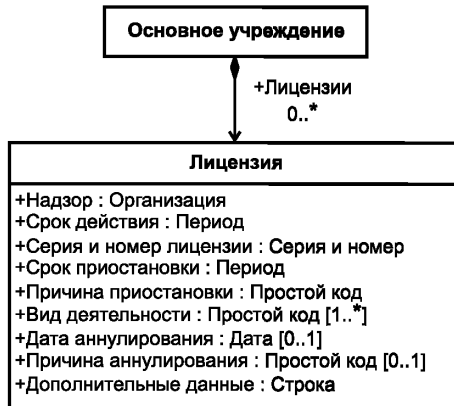 Основное учреждение
+Лицензии
0..*
Лицензия
+Надзор : Организация
+Срок действия : Период
+Серия и номер лицензии : Серия и номер
+Срок приостановки : Период
+Причина приостановки : Простой код
+Вид деятельности : Простой код [1..*]
+Дата аннулирования : Дата [0..1]
+Причина аннулирования : Простой код [0..1]
+Дополнительные данные : Строка